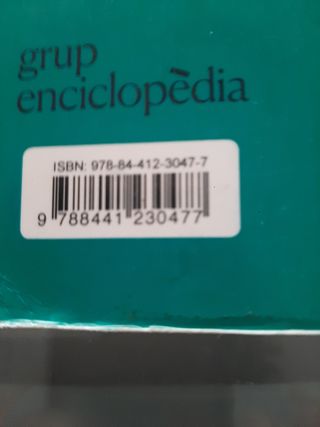 grup
enciclopèdia
ISBN: 978-84-412-3047-7
9 788441 230477